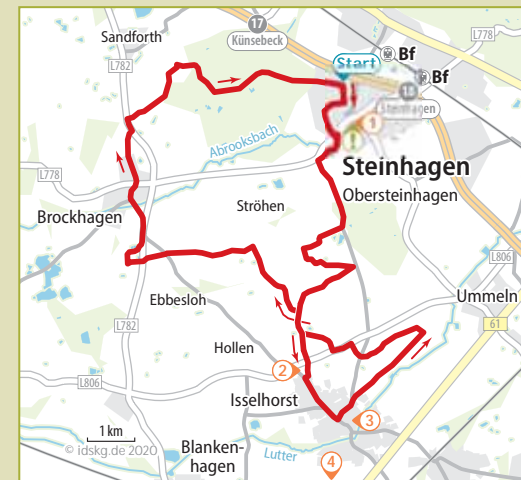 17
Sandforth
Künsebeck
L778
L782
Start
Bf
Bf
18
Steinhagen
1
Abrooksbach
Steinhagen
Obersteinhagen
L778
Ströhen
Brockhagen
L806
Ebbesloh
Ummeln
L782
61
Hollen
2
L806
Isselhorst
3
1 km
© idskg.de 2020
Blanken-
hagen
Lutter
4